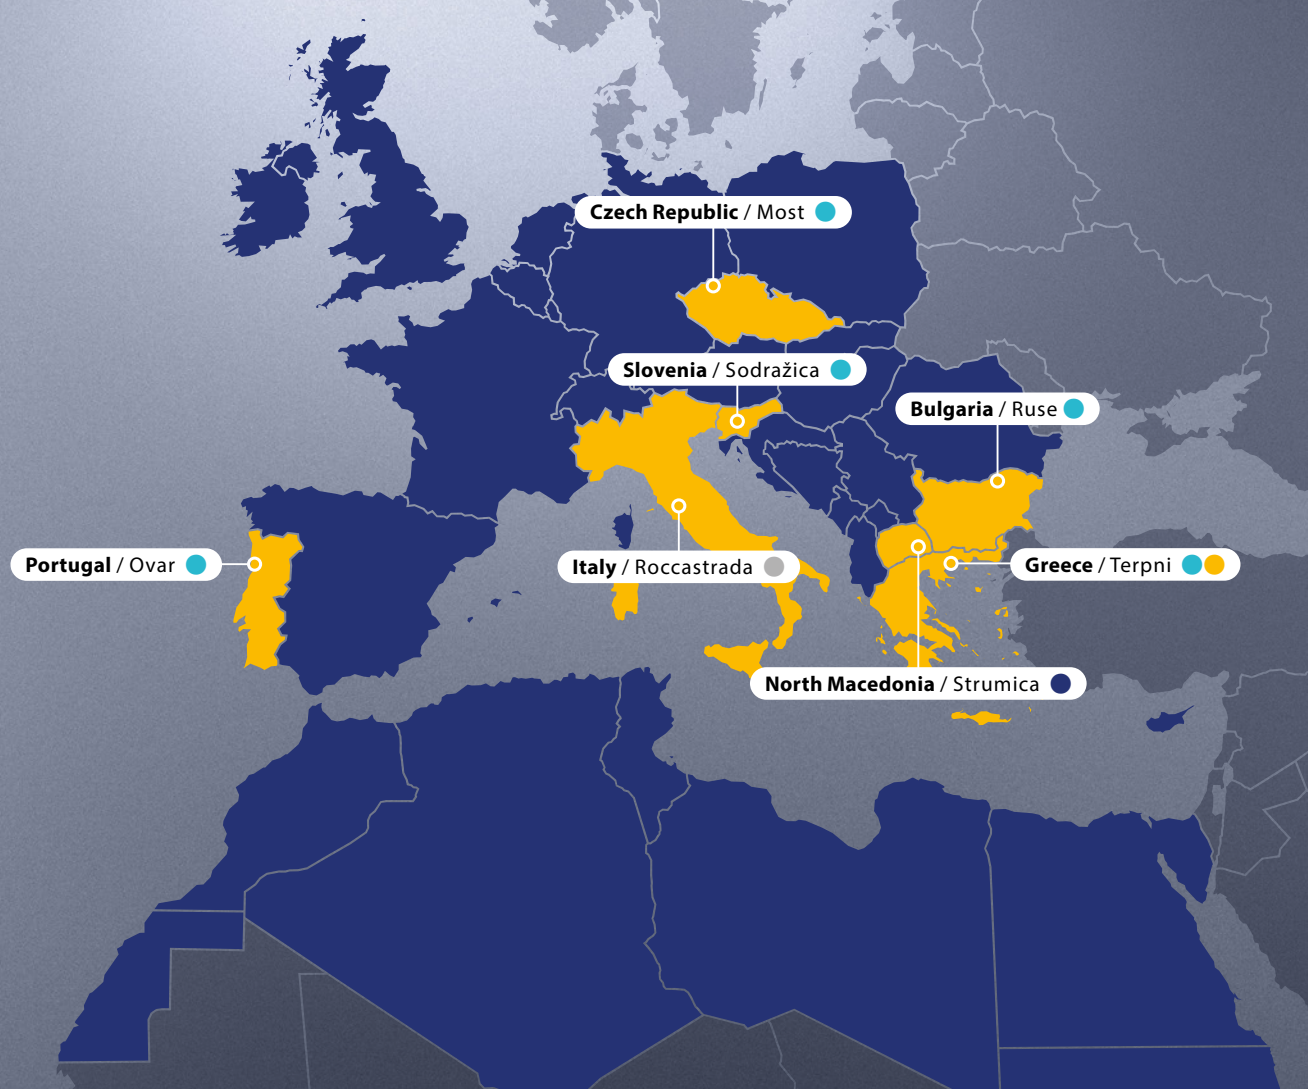 Czech Republic / Most
Slovenia / Sodražica
Bulgaria / Ruse
Portugal / Ovar
Italy / Roccastrada
Greece / Terpni
North Macedonia / Strumica